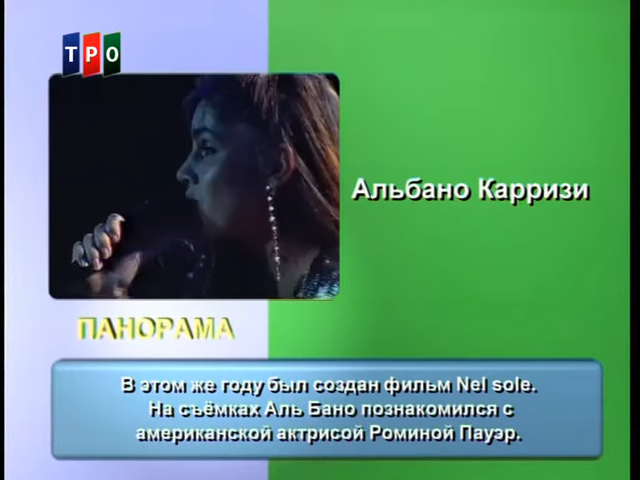 ТРО
Альбано Карризи
ПАНОРАМА
В этом же году был создан фильм Nel sole.
На съёмках Аль Бано познакомился с
американской актрисой Роминой Пауэр.